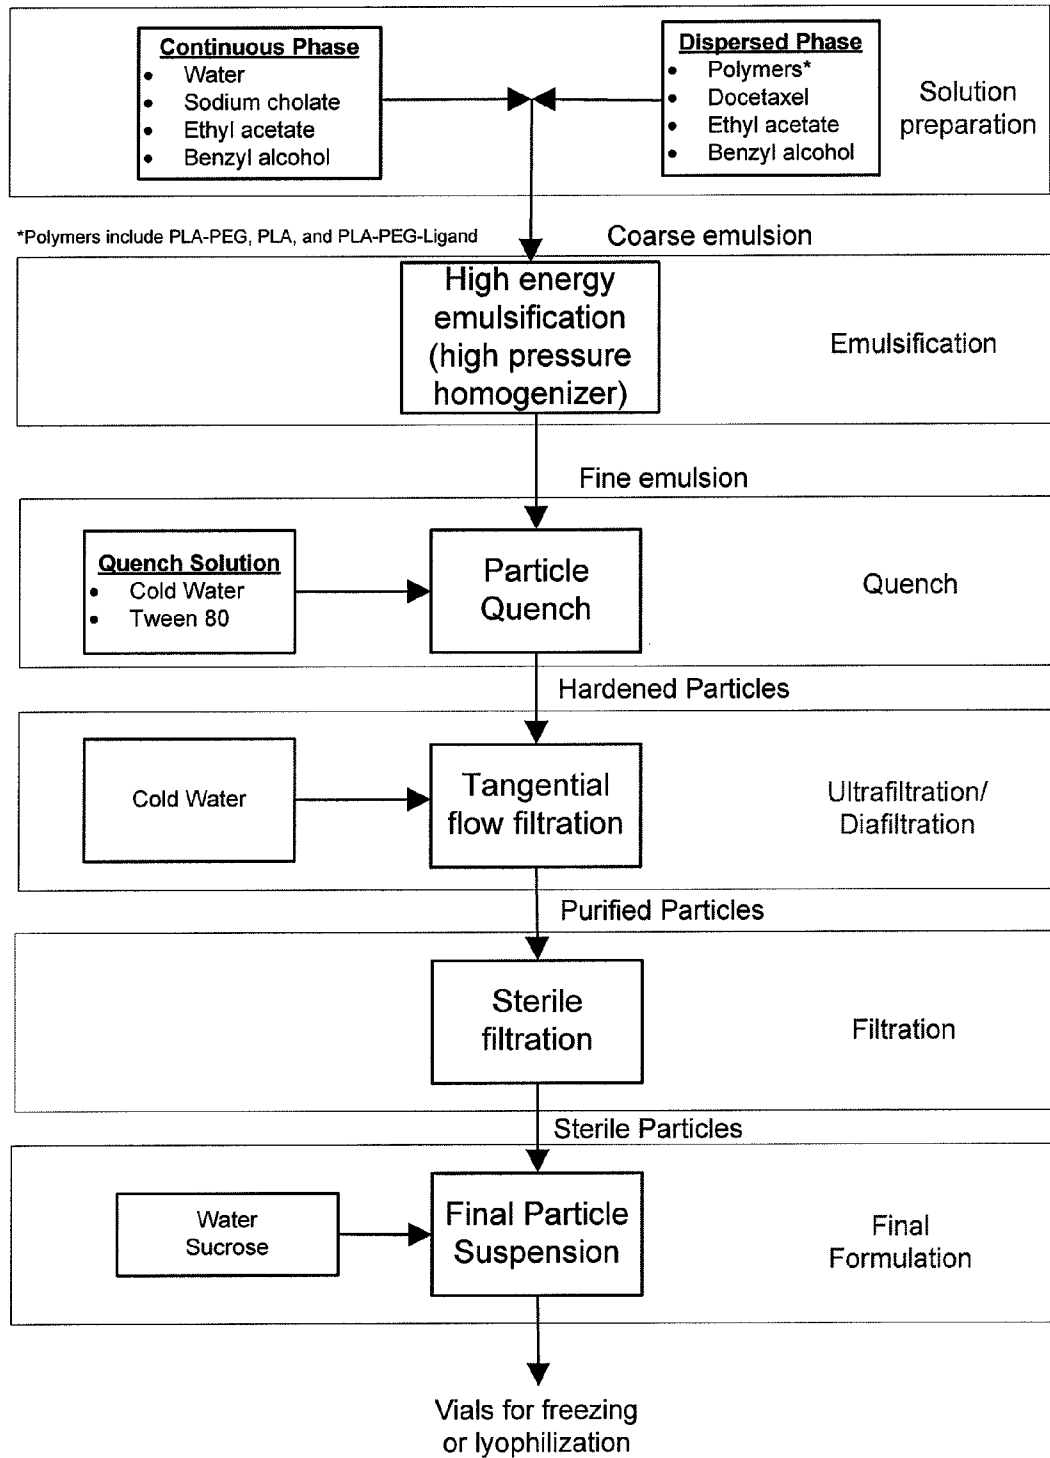 Continuous Phase
• Water
• Sodium cholate
• Ethyl acetate
• Benzyl alcohol
Dispersed Phase
• Polymers*
• Docetaxel
• Ethyl acetate
• Benzyl alcohol
Solution
preparation
*Polymers include PLA-PEG, PLA, and PLA-PEG-Ligand
Coarse emulsion
High energy
emulsification
(high pressure
homogenizer)
Emulsification
Fine emulsion
Quench Solution
• Cold Water
• Tween 80
Particle
Quench
Quench
Hardened Particles
Cold Water
Tangential
flow filtration
Ultrafiltration/
Diafiltration
Purified Particles
Sterile
filtration
Filtration
Sterile Particles
Water
Sucrose
Final Particle
Suspension
Final
Formulation
Vials for freezing
or lyophilization